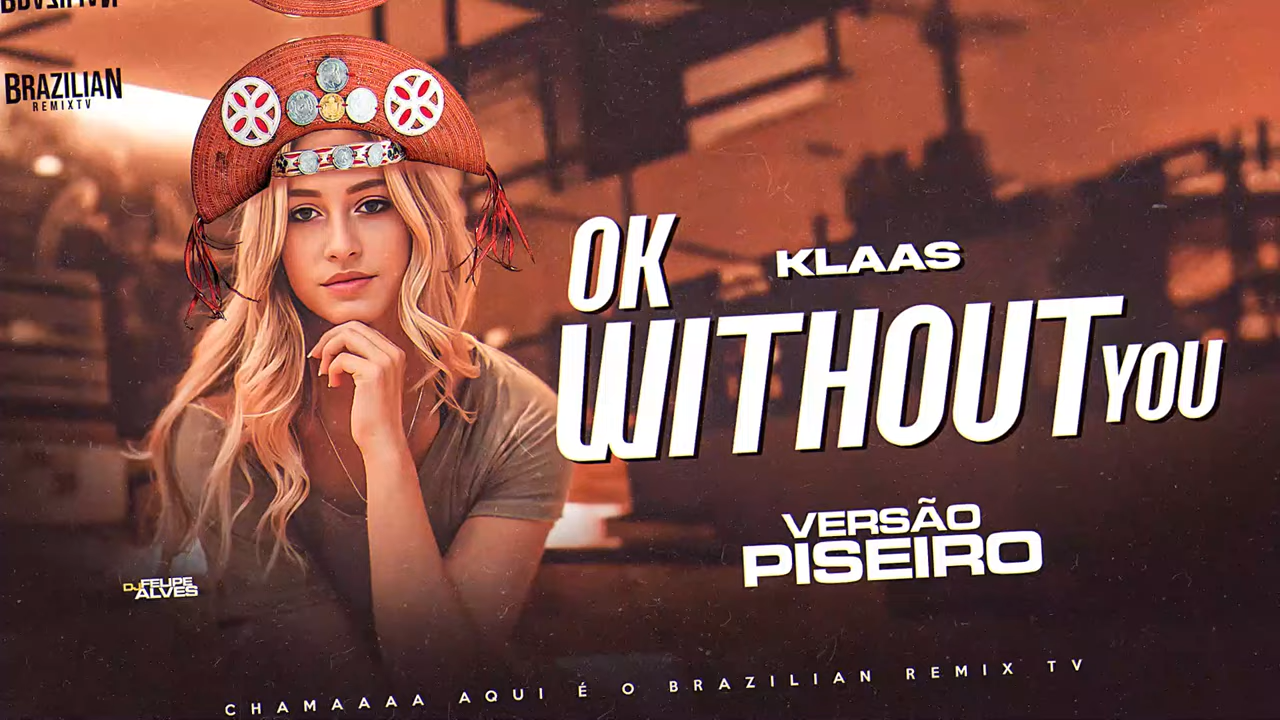 BRAZILIAN
REMIXTV
OK
KLAAS
WITHOUT YOU
VERSÃO
PISEIRO
DJ FELIPE
ALVES
CHAMAAAA AQUI É O BRAZILIAN REMIX TV